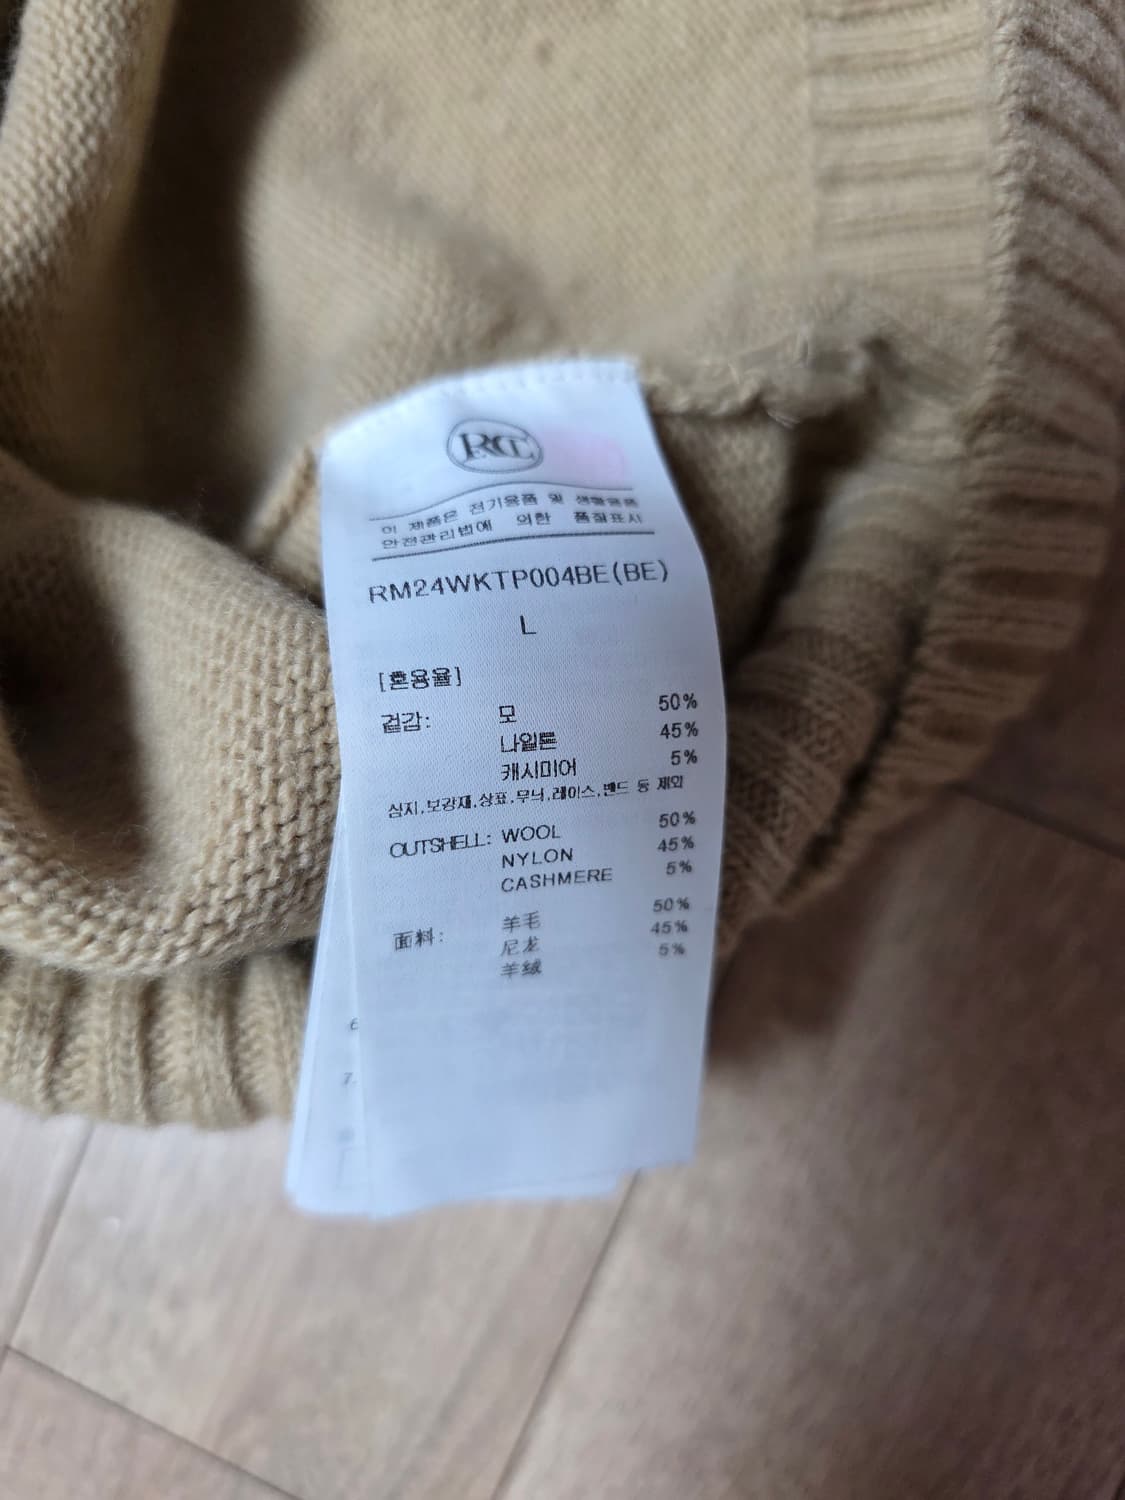 RCT
이 제품은 전기용품 및 생활용품
안전관리법에 의한 품질표시
RM24WKTP004BE(BE)
L
[혼용율]
겉감: 모 50%
나일론 45%
캐시미어 5%
심지,보강재,상표,무늬,레이스,밴드 등 제외
OUTSHELL: WOOL 50%
NYLON 45%
CASHMERE 5%
面料: 羊毛 50%
尼龙 45%
羊绒 5%
6
7.